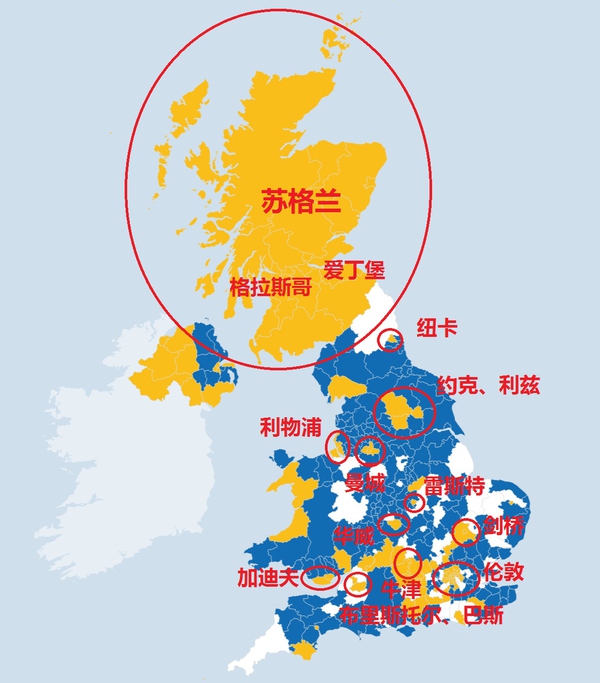 苏格兰
爱丁堡
格拉斯哥
纽卡
约克、利兹
利物浦
曼城
雷斯特
华威
剑桥
加迪夫
牛津
伦敦
布里斯托尔、巴斯